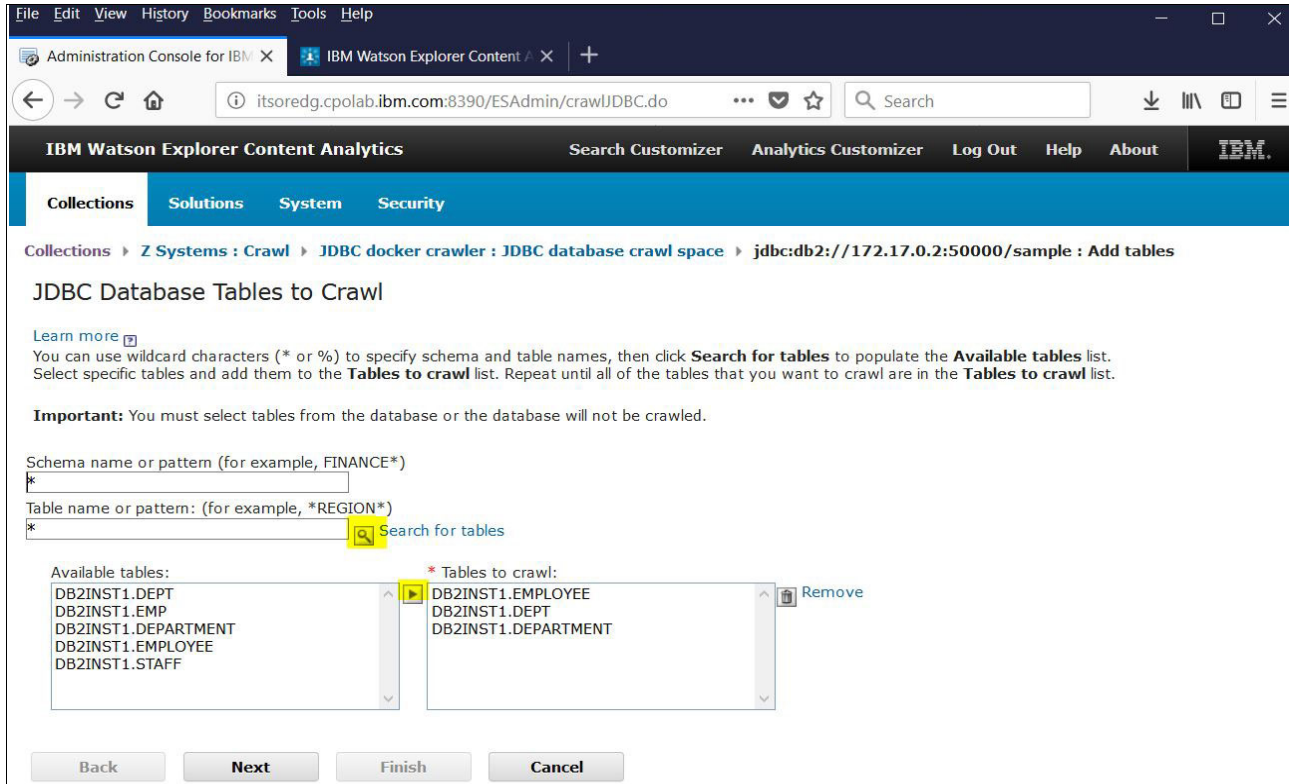 File Edit View History Bookmarks Tools Help
Administration Console for IBM IBM Watson Explorer Content A
itsoredg.cpolab.ibm.com:8390/ESAdmin/crawlJDBC.do Search
IBM Watson Explorer Content Analytics Search Customizer Analytics Customizer Log Out Help About IBM.
Collections Solutions System Security
Collections Z Systems : Crawl JDBC docker crawler : JDBC database crawl space jdbc:db2://172.17.0.2:50000/sample : Add tables
JDBC Database Tables to Crawl
Learn more ?
You can use wildcard characters (* or %) to specify schema and table names, then click Search for tables to populate the Available tables list.
Select specific tables and add them to the Tables to crawl list. Repeat until all of the tables that you want to crawl are in the Tables to crawl list.
Important: You must select tables from the database or the database will not be crawled.
Schema name or pattern (for example, FINANCE*)
*
Table name or pattern: (for example, *REGION*)
* Search for tables
Available tables:
DB2INST1.DEPT
DB2INST1.EMP
DB2INST1.DEPARTMENT
DB2INST1.EMPLOYEE
DB2INST1.STAFF
* Tables to crawl:
DB2INST1.EMPLOYEE
DB2INST1.DEPT
DB2INST1.DEPARTMENT
Remove
Back Next Finish Cancel